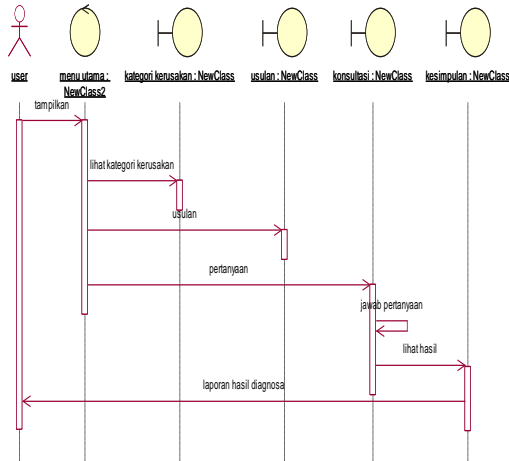 user
menu utama :
NewClass2
kategori kerusakan : NewClass
usulan : NewClass
konsultasi : NewClass
kesimpulan : NewClass
tampilkan
lihat kategori kerusakan
usulan
pertanyaan
jawab pertanyaan
lihat hasil
laporan hasil diagnosa